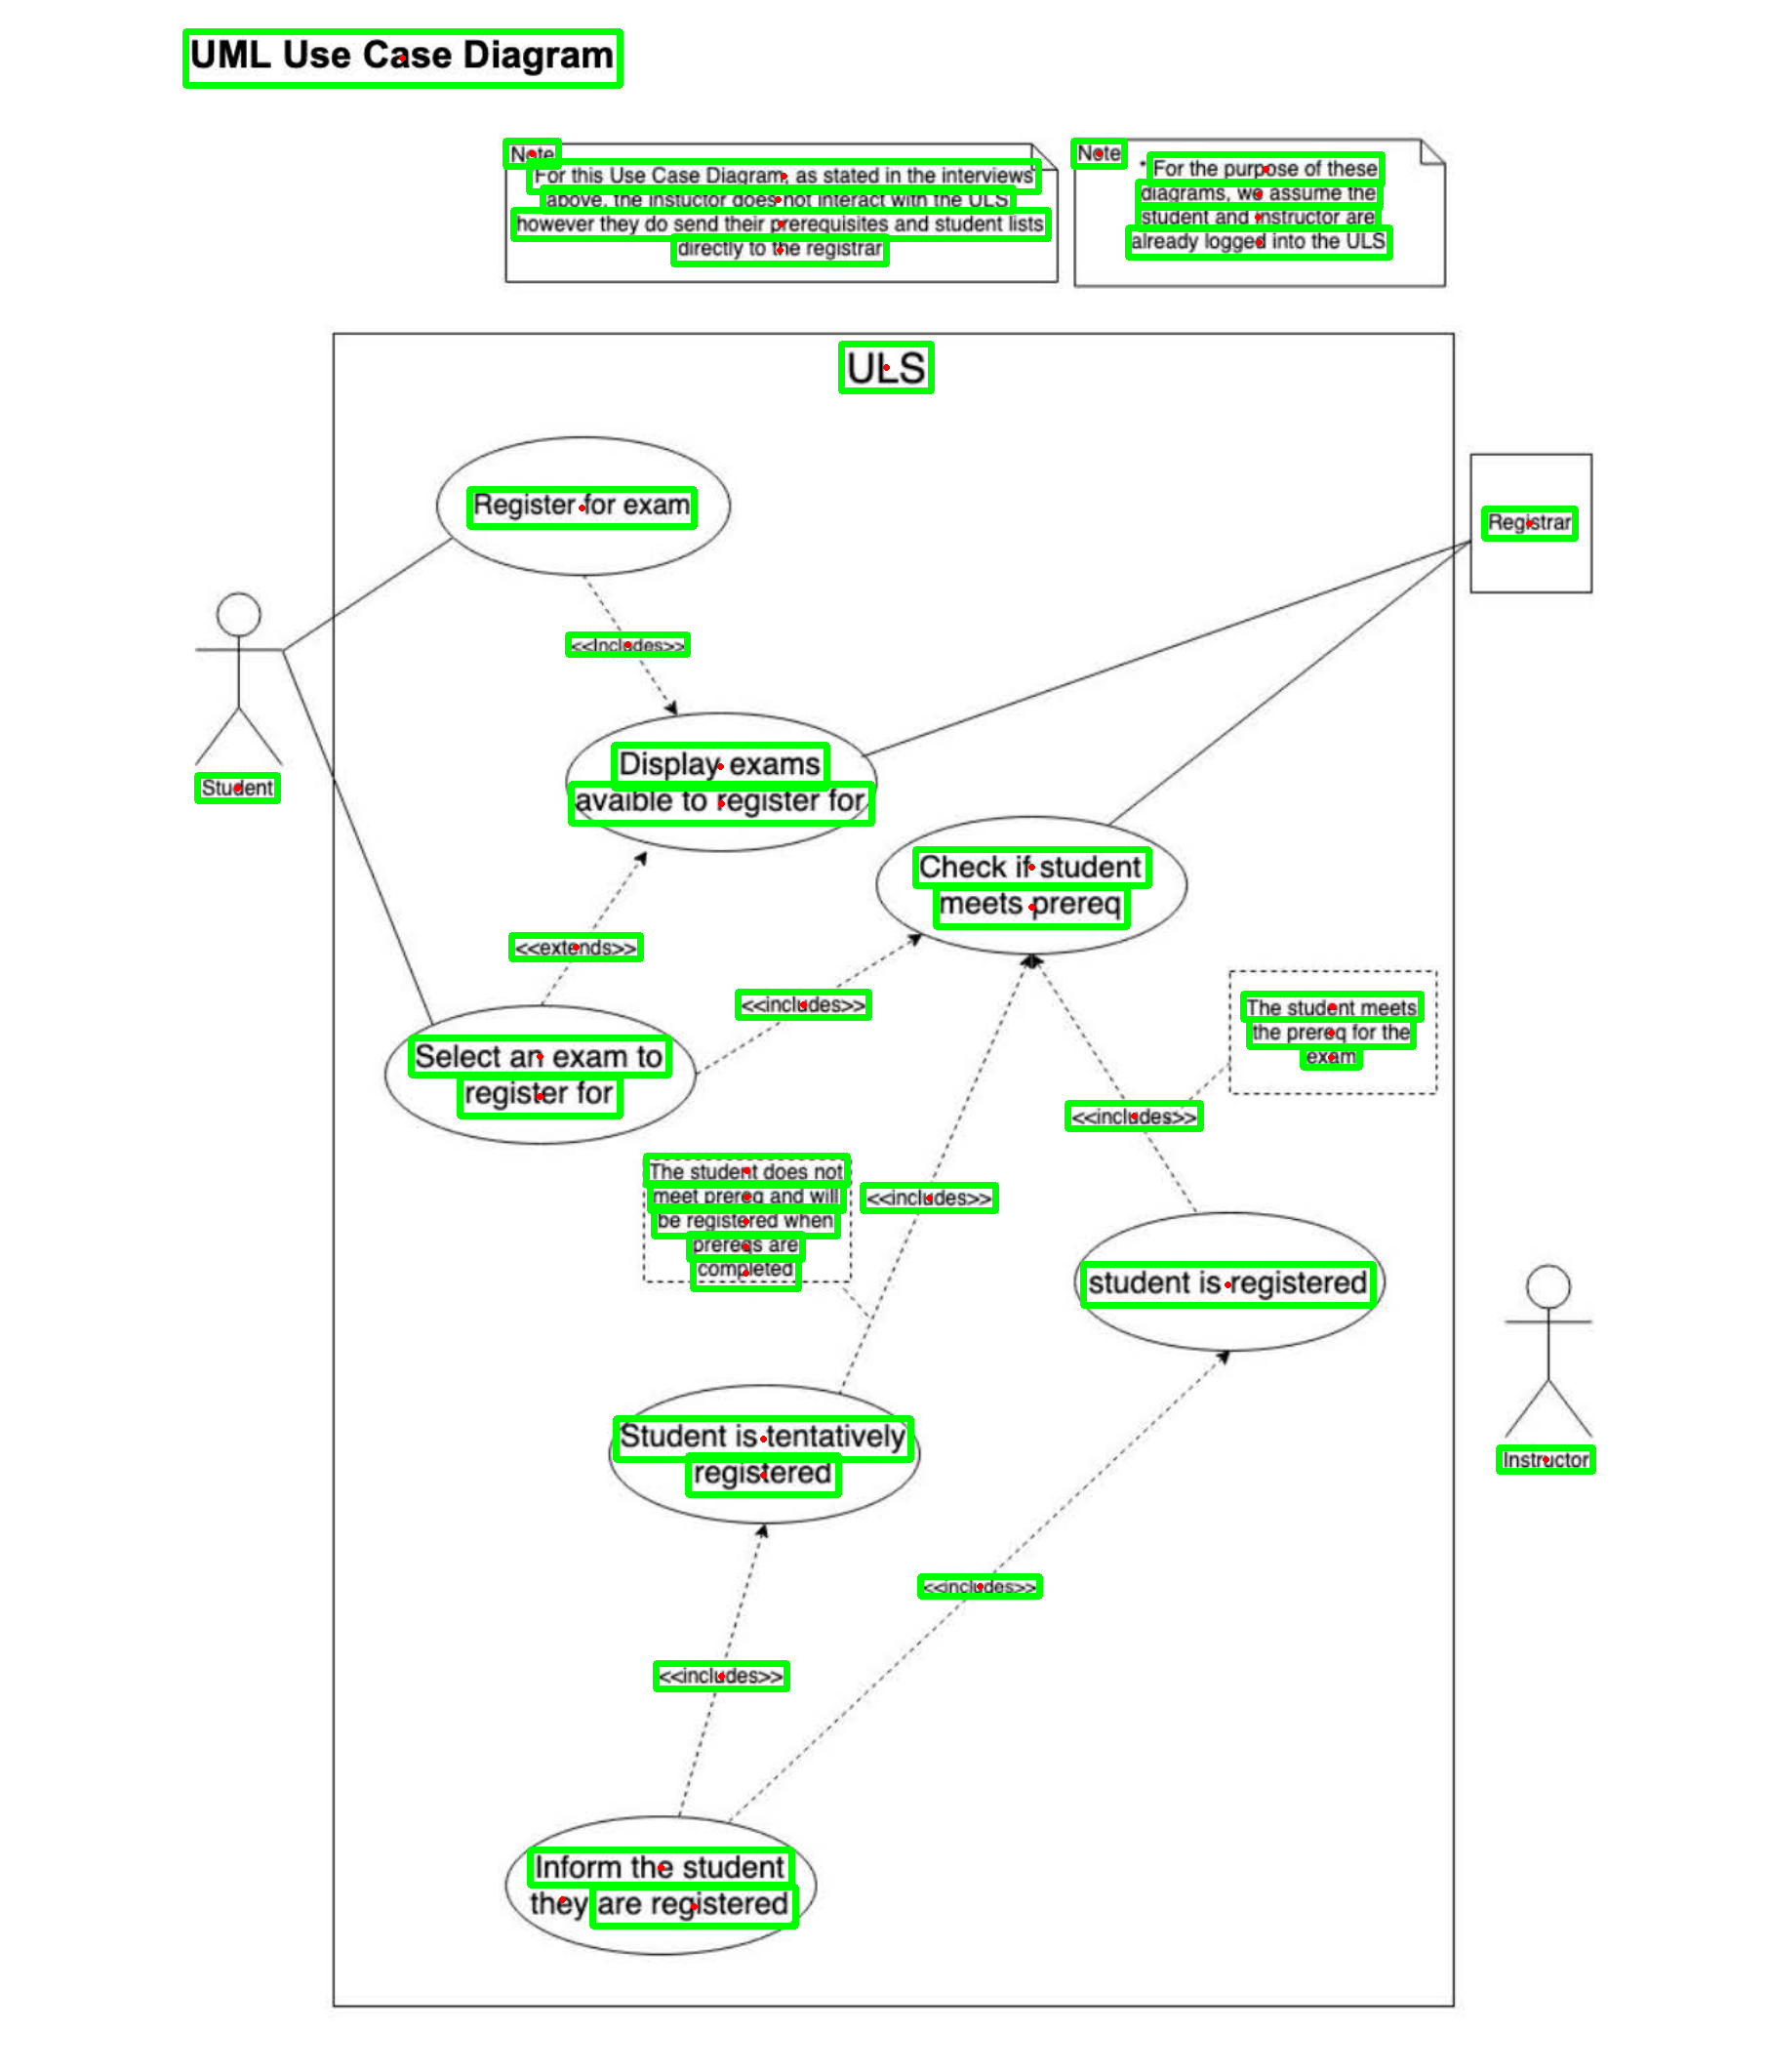 UML Use Case Diagram
Note
For this Use Case Diagram, as stated in the interviews
above, the instuctor does not interact with the ULS
however they do send their prerequisites and student lists
directly to the registrar
Note
* For the purpose of these
diagrams, we assume the
student and instructor are
already logged into the ULS
ULS
Register for exam
Registrar
<<Includes>>
Student
Display exams
avaible to register for
Check if student
meets prereq
<<extends>>
<<includes>>
The student meets
the prereq for the
exam
Select an exam to
register for
<<includes>>
The student does not
meet prereq and will
be registered when
prereqs are
completed
<<includes>>
student is registered
Student is tentatively
registered
Instructor
<<includes>>
<<includes>>
Inform the student
they are registered